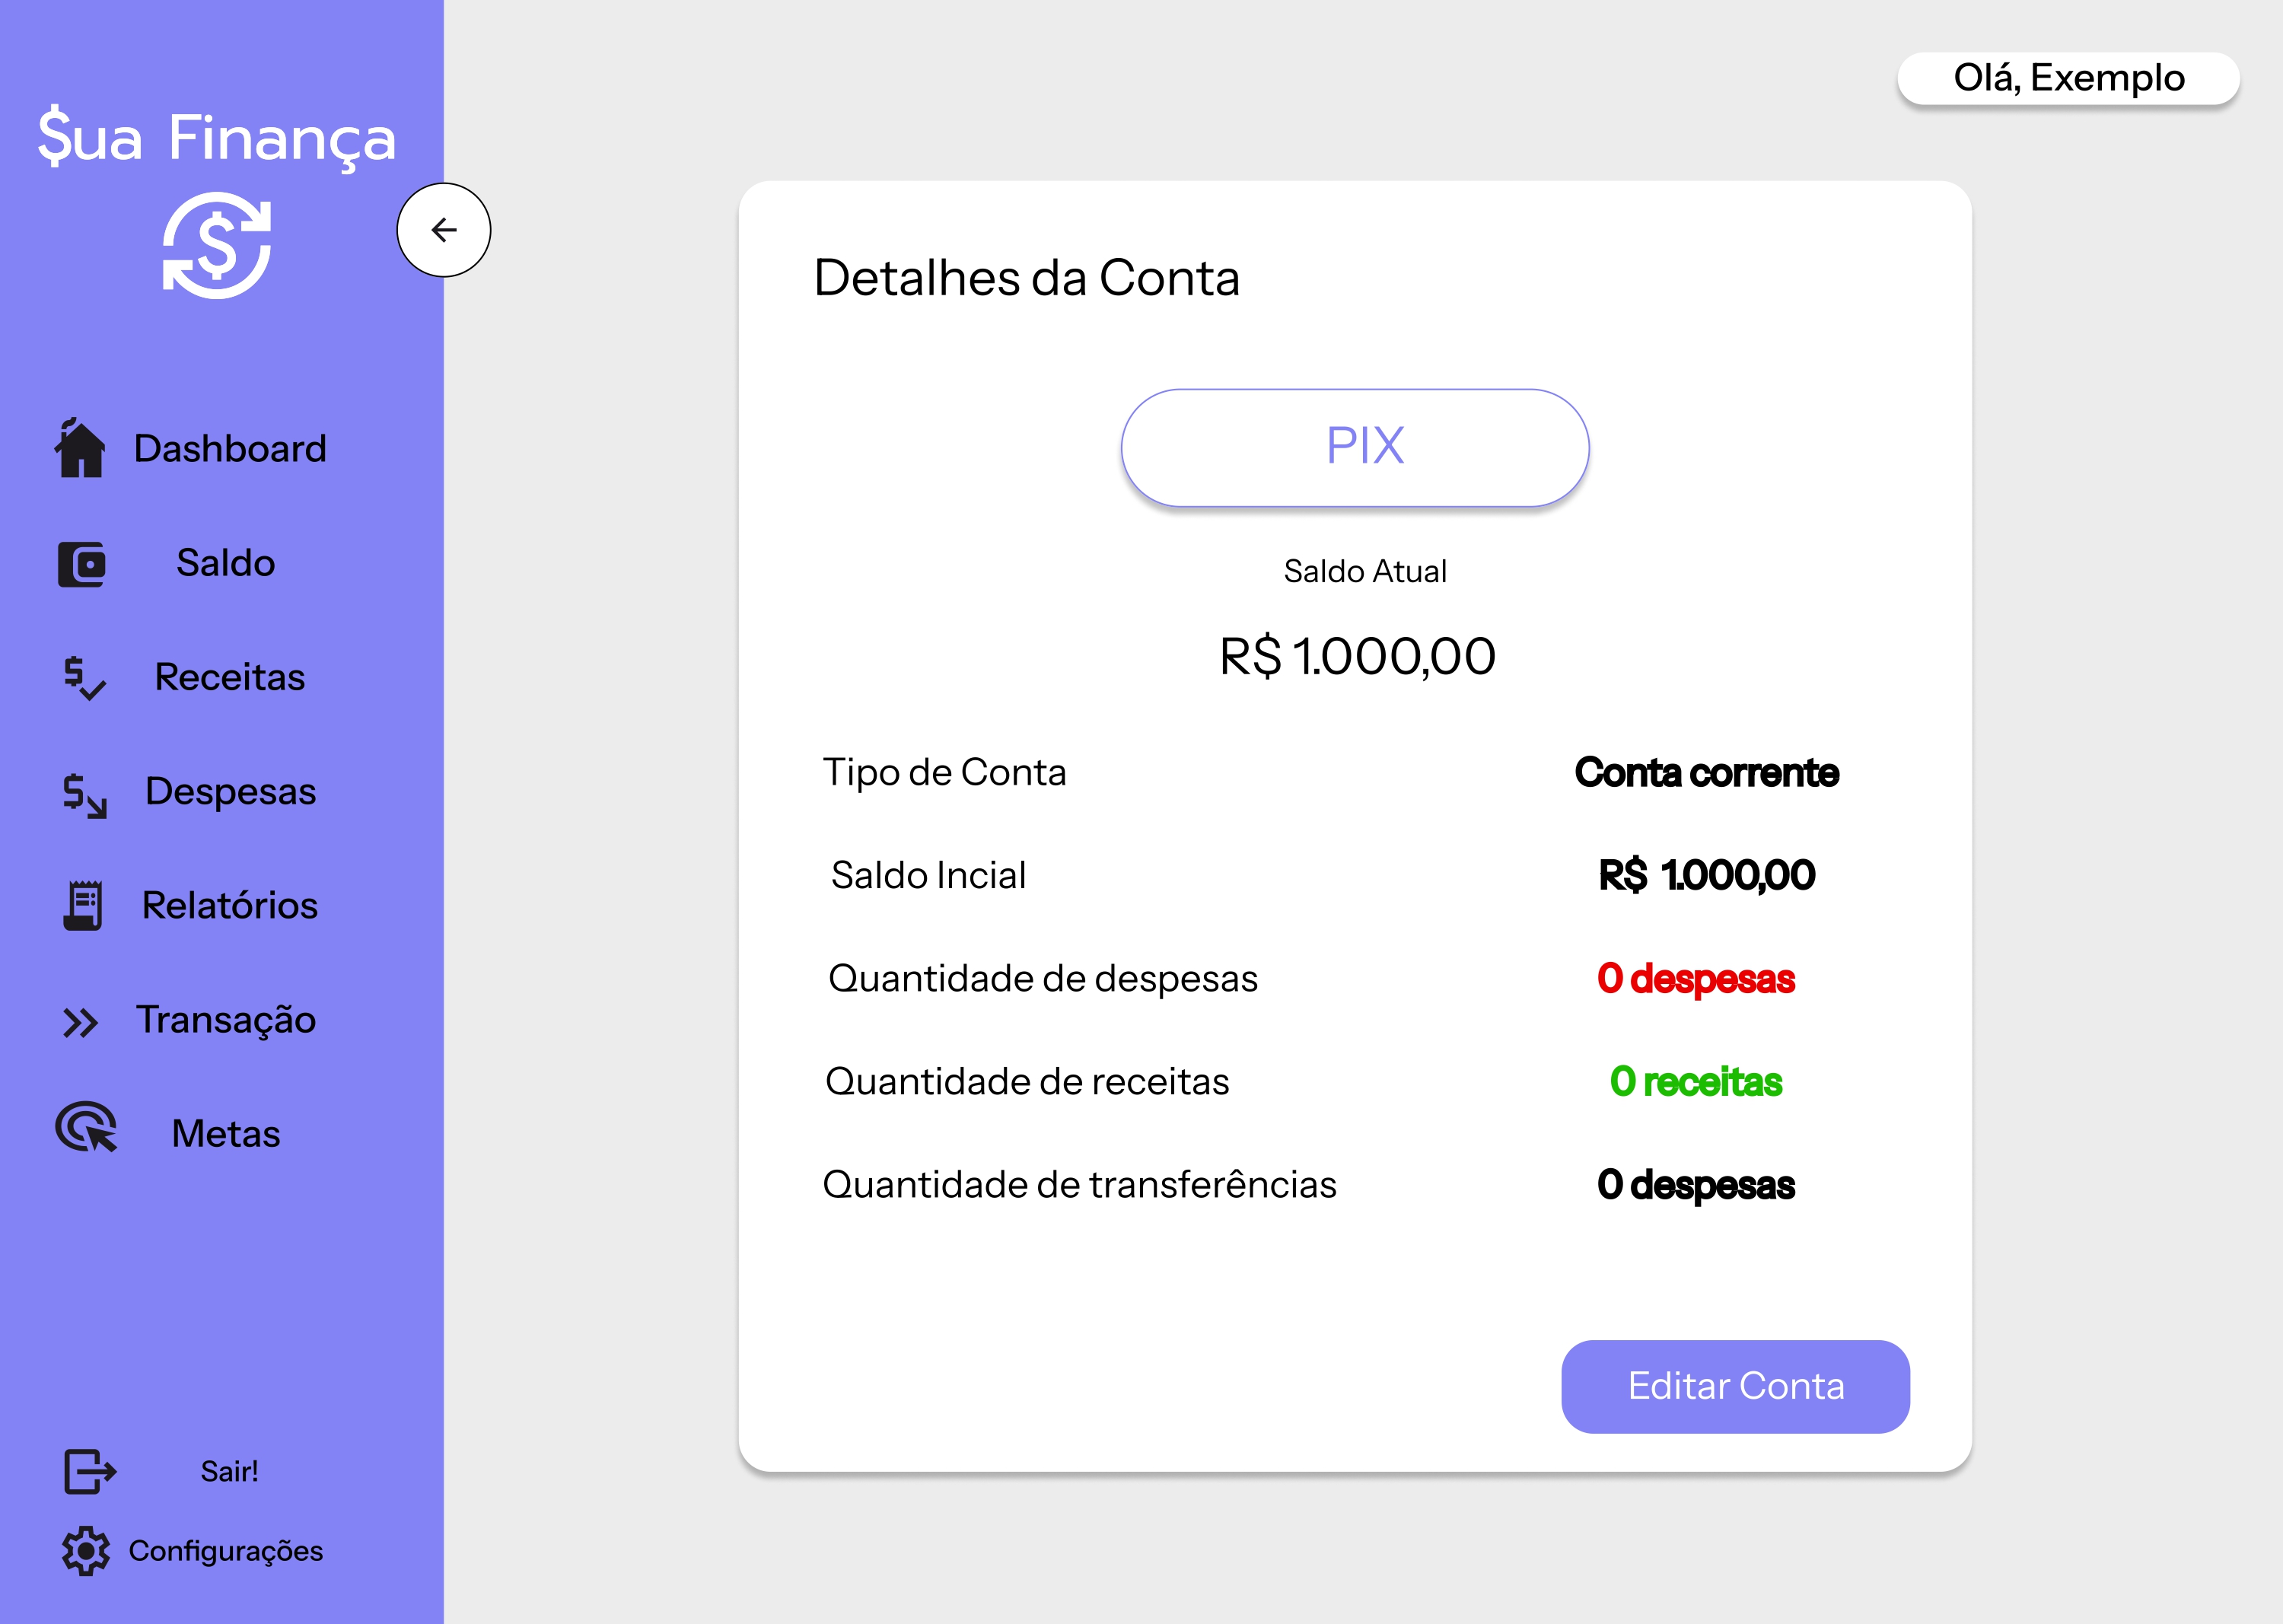 $ua Finança
Olá, Exemplo
Dashboard
Saldo
Receitas
Despesas
Relatórios
Transação
Metas
Sair!
Configurações
Detalhes da Conta
PIX
Saldo Atual
R$ 1.000,00
Tipo de Conta Conta corrente
Saldo Incial R$ 1.000,00
Quantidade de despesas 0 despesas
Quantidade de receitas 0 receitas
Quantidade de transferências 0 despesas
Editar Conta